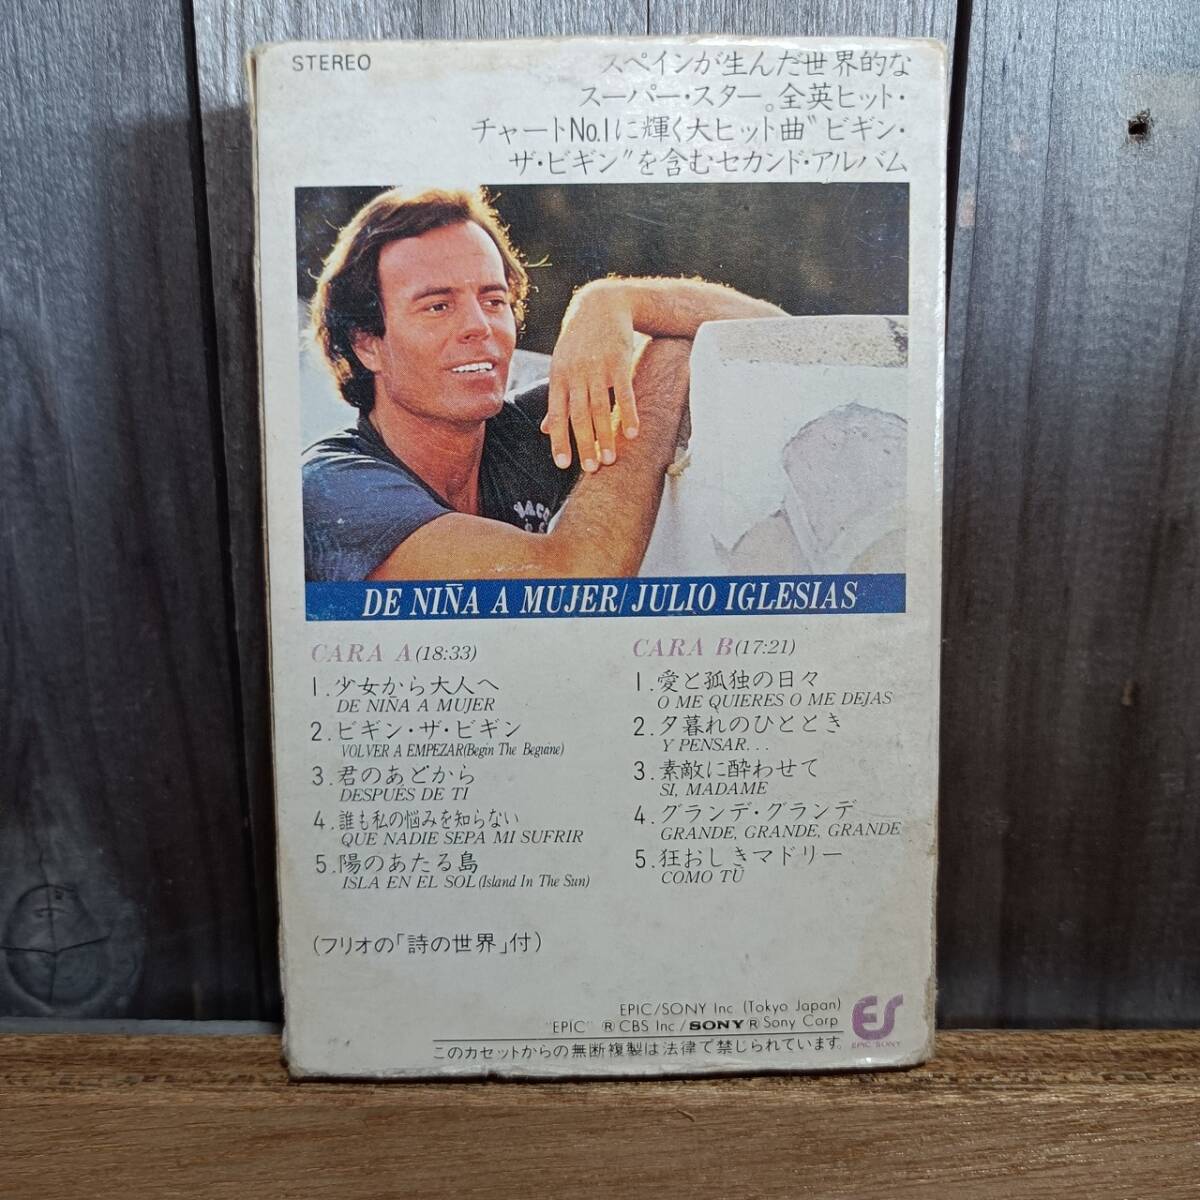 STEREO
スペインが生んだ世界的な
スーパー・スター。全英ヒット・
チャートNo.1に輝く大ヒット曲"ビギン・
ザ・ビギン"を含むセカンド・アルバム
DE NIÑA A MUJER/JULIO IGLESIAS
CARA A(18:33)
1.少女から大人へ
DE NIÑA A MUJER
2.ビギン・ザ・ビギン
VOLVER A EMPEZAR(Begin The Beguine)
3.君のあどから
DESPUÉS DE TI
4.誰も私の悩みを知らない
QUE NADIE SEPA MI SUFRIR
5.陽のあたる島
ISLA EN EL SOL(Island In The Sun)
CARA B(17:21)
1.愛と孤独の日々
O ME QUIERES O ME DEJAS
2.夕暮れのひととき
Y PENSAR...
3.素敵に酔わせて
SI, MADAME
4.グランデ・グランデ
GRANDE, GRANDE, GRANDE
5.狂おしきマドリー
COMO TÚ
(フリオの「詩の世界」付)
EPIC/SONY Inc (Tokyo Japan)
"EPIC" ® CBS Inc/SONY ® Sony Corp
このカセットからの無断複製は法律で禁じられています。
ES
EPIC SONY